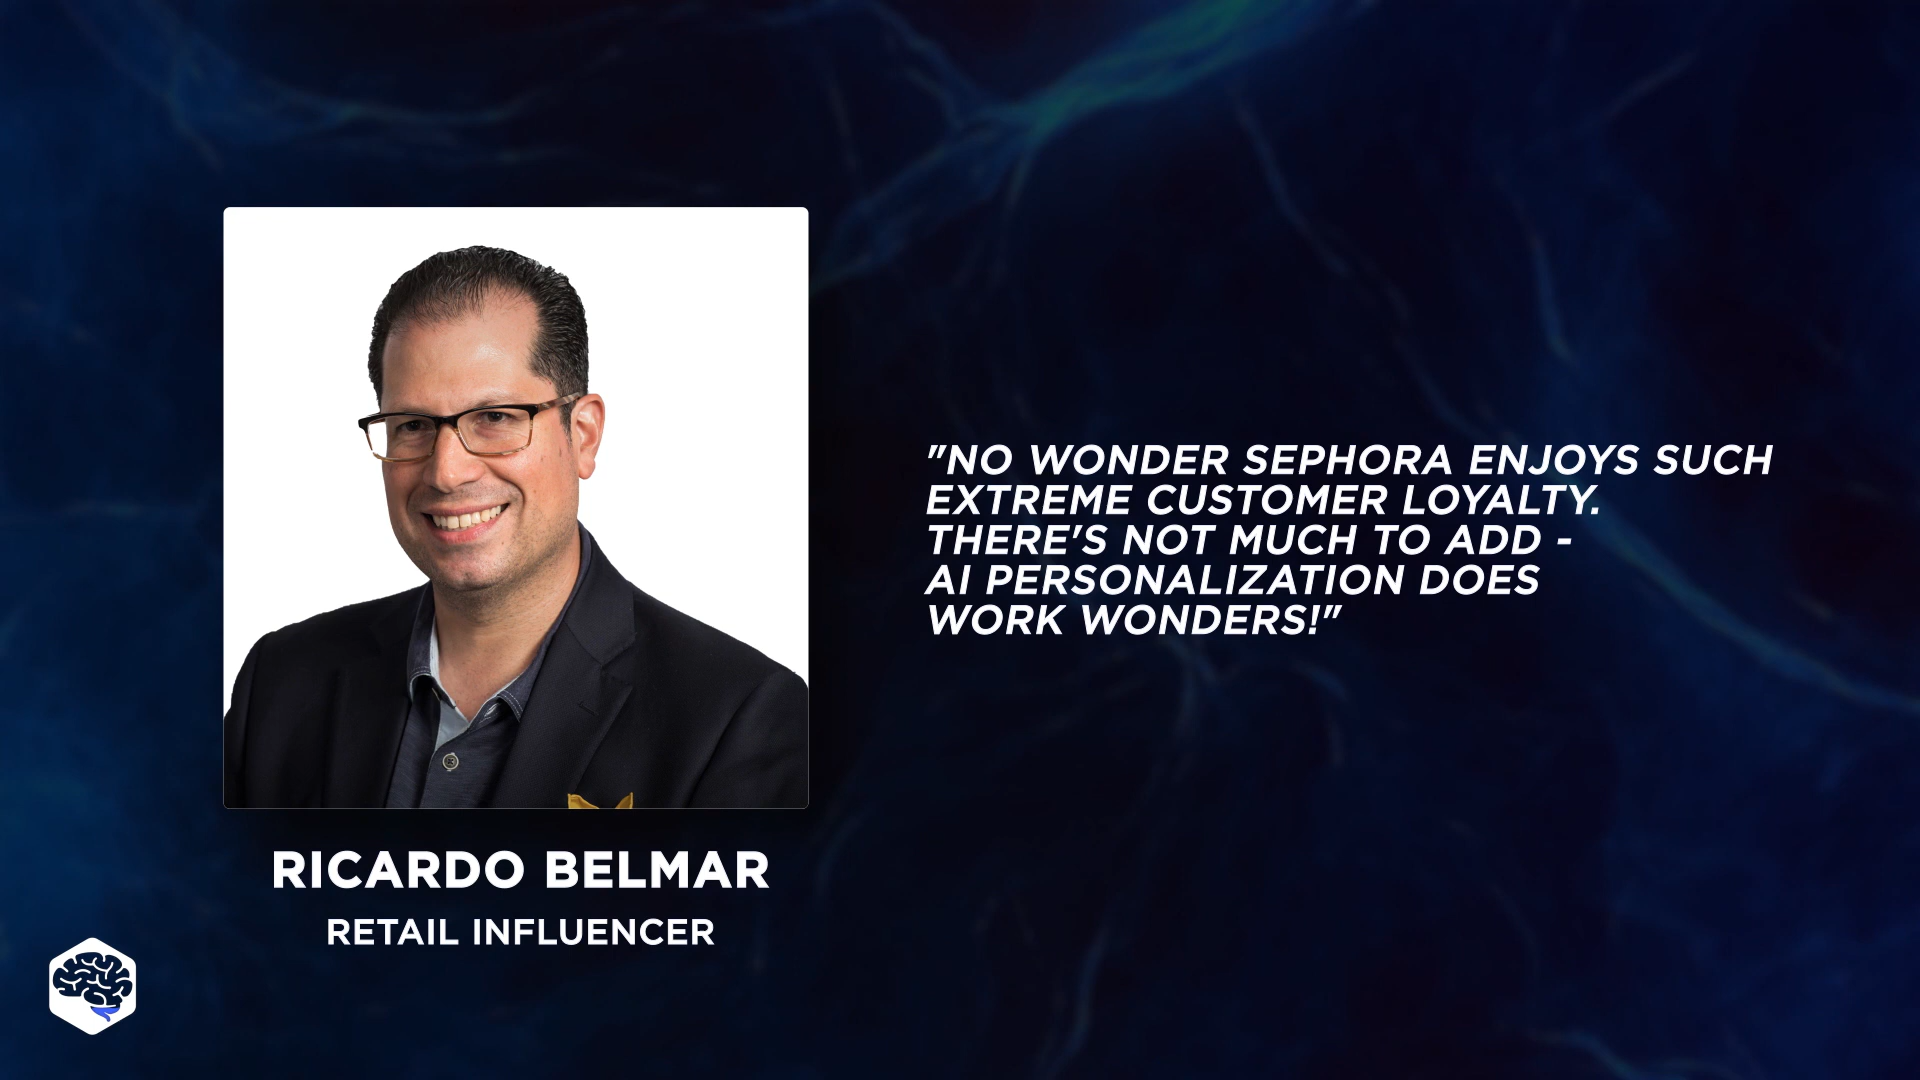 "NO WONDER SEPHORA ENJOYS SUCH
EXTREME CUSTOMER LOYALTY.
THERE'S NOT MUCH TO ADD -
AI PERSONALIZATION DOES
WORK WONDERS!"
RICARDO BELMAR
RETAIL INFLUENCER